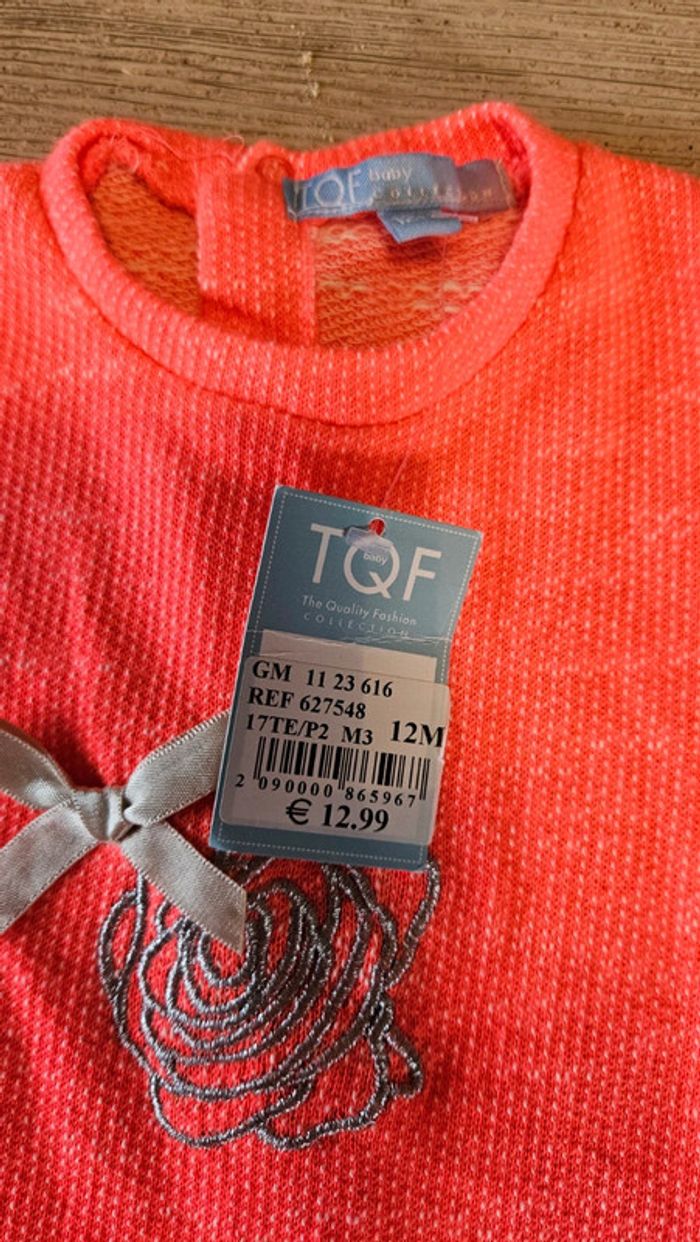 TQF baby
COLLECTION
TQF
baby
The Quality Fashion
COLLECTION
GM 11 23 616
REF 627548
17TE/P2 M3 12M
2 090000 865967
€ 12.99